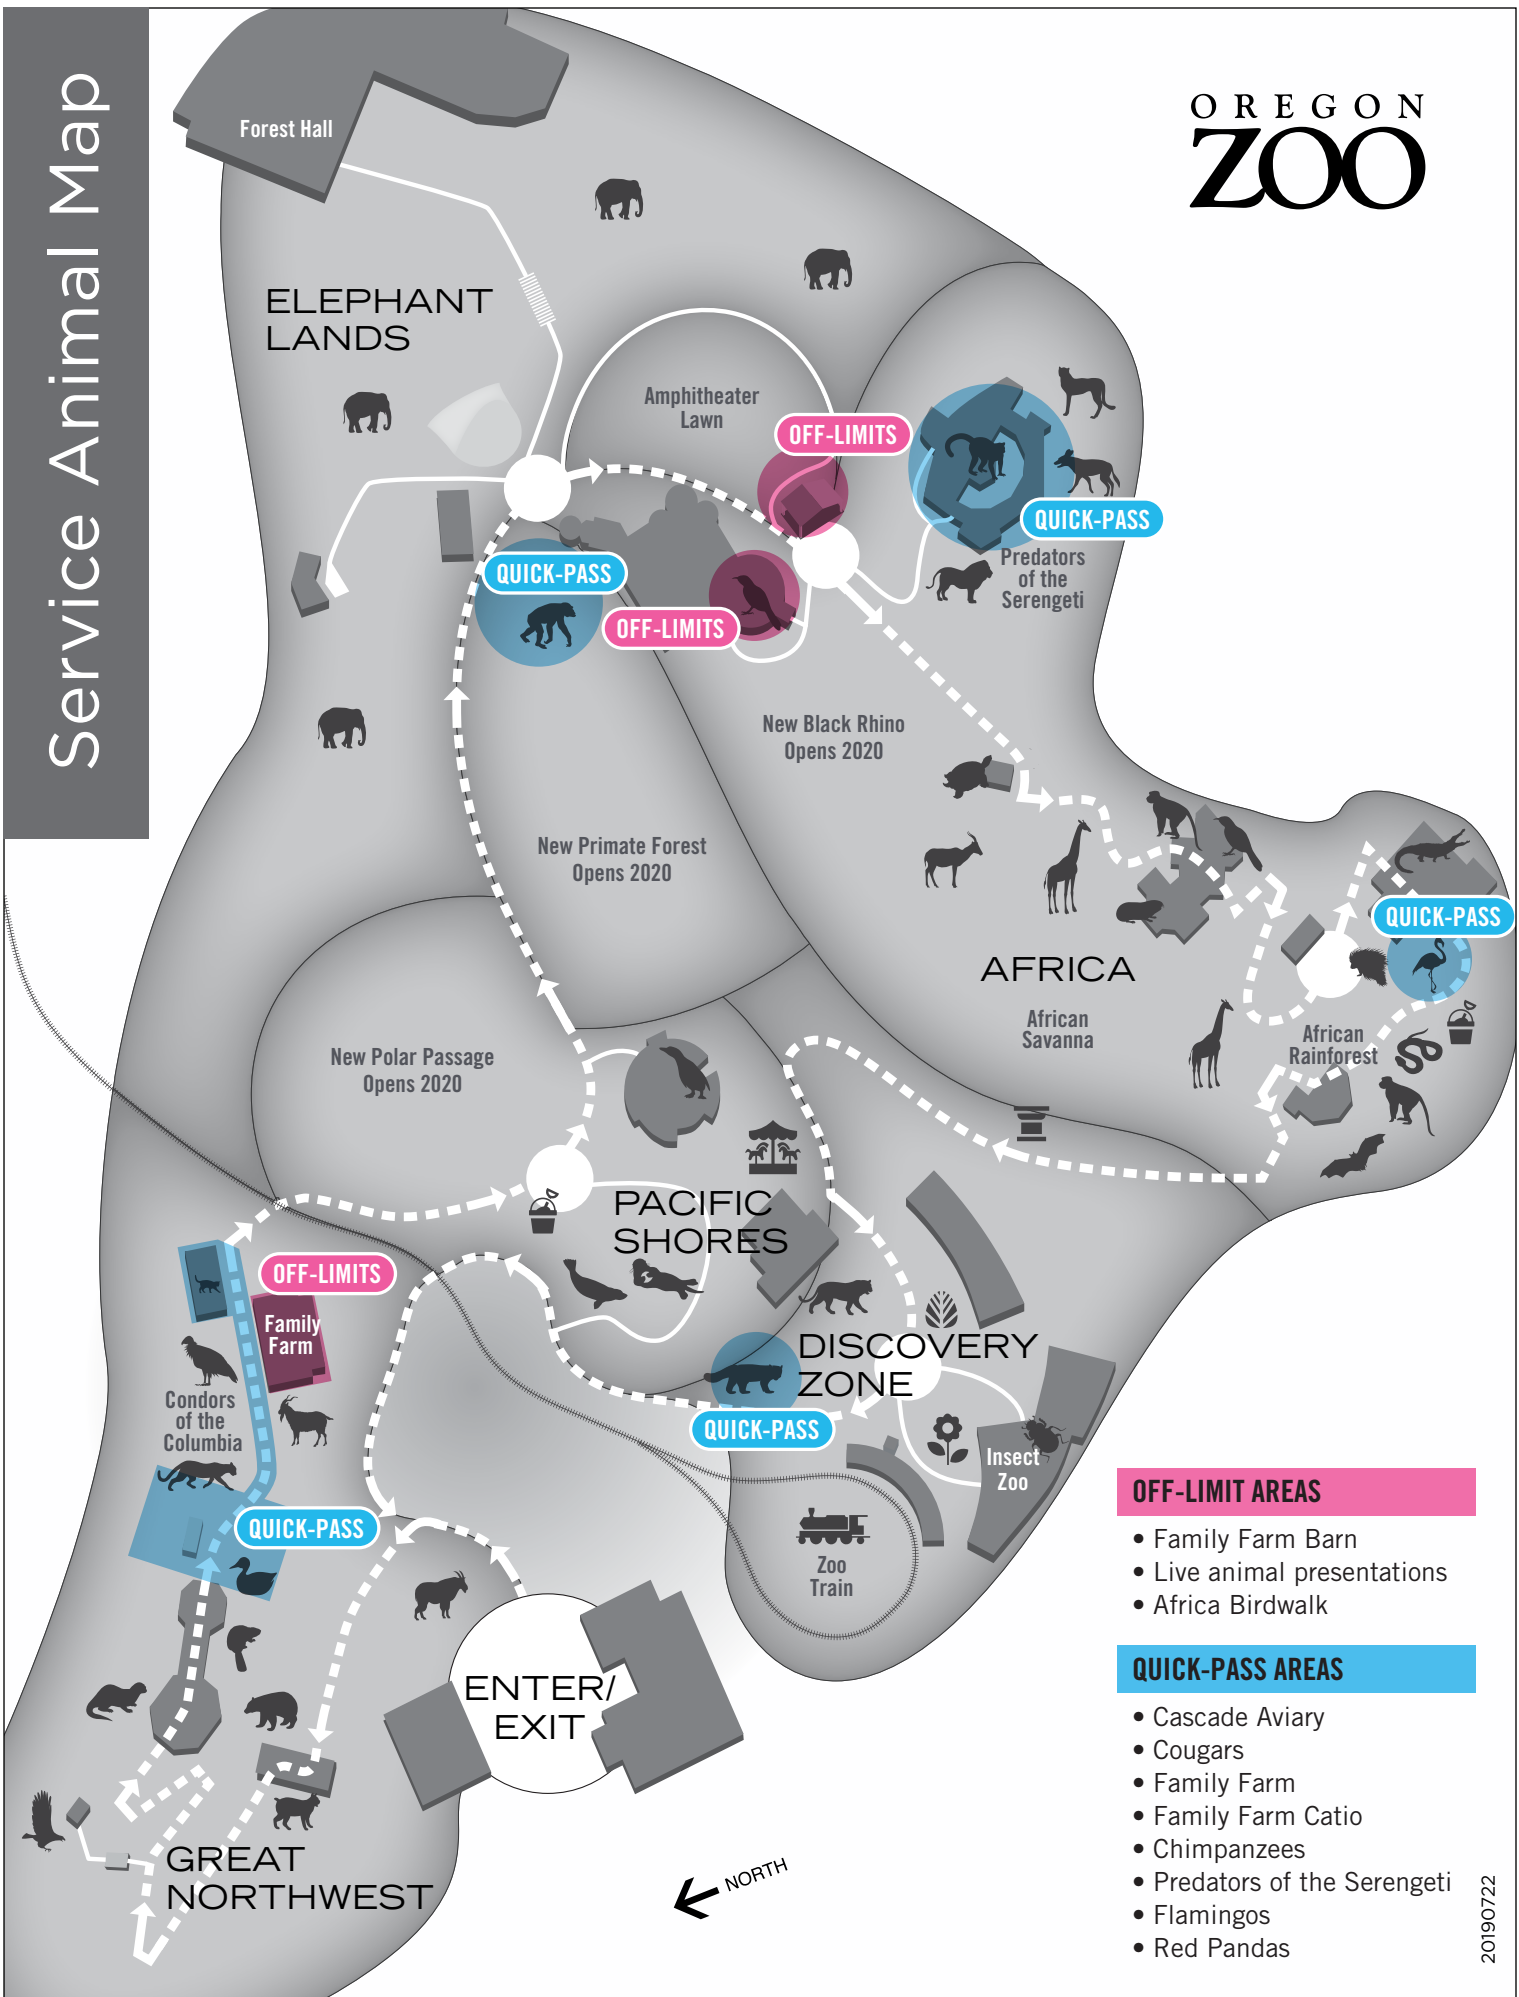 Service Animal Map
OREGON
ZOO
Forest Hall
ELEPHANT
LANDS
Amphitheater
Lawn
OFF-LIMITS
QUICK-PASS
Predators
of the
Serengeti
QUICK-PASS
OFF-LIMITS
New Black Rhino
Opens 2020
New Primate Forest
Opens 2020
QUICK-PASS
AFRICA
African
Savanna
African
Rainforest
New Polar Passage
Opens 2020
PACIFIC
SHORES
OFF-LIMITS
Family
Farm
Condors
of the
Columbia
DISCOVERY
ZONE
QUICK-PASS
Insect
Zoo
QUICK-PASS
Zoo
Train
ENTER/
EXIT
GREAT
NORTHWEST
NORTH
OFF-LIMIT AREAS
• Family Farm Barn
• Live animal presentations
• Africa Birdwalk
QUICK-PASS AREAS
• Cascade Aviary
• Cougars
• Family Farm
• Family Farm Catio
• Chimpanzees
• Predators of the Serengeti
• Flamingos
• Red Pandas
20190722